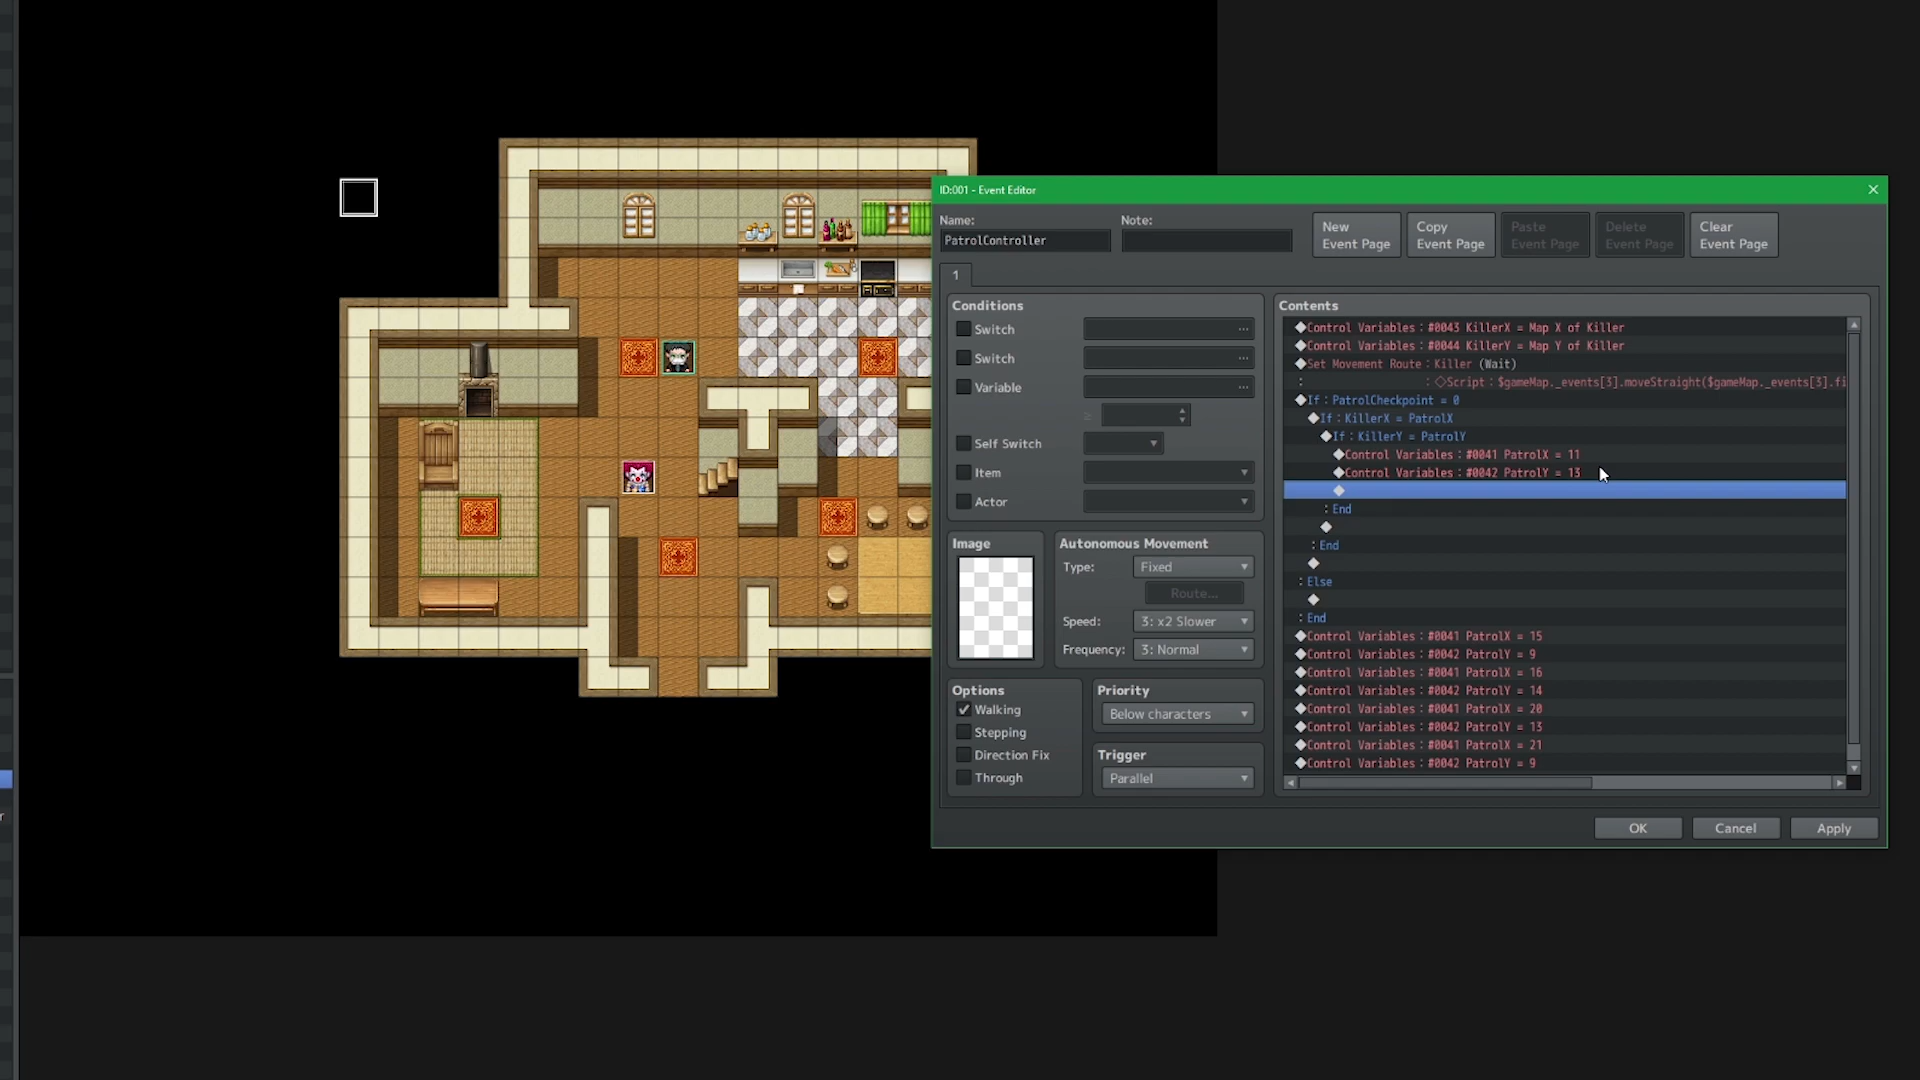 ID:001 - Event Editor
Name:
Note:
PatrolController
New
Event Page
Copy
Event Page
Paste
Event Page
Delete
Event Page
Clear
Event Page
1
Conditions
Switch
...
Switch
...
Variable
...
≥
Self Switch
Item
Actor
Image
Autonomous Movement
Type:
Fixed
Route...
Speed:
3: x2 Slower
Frequency:
3: Normal
Options
Walking
Stepping
Direction Fix
Through
Priority
Below characters
Trigger
Parallel
Contents
◆Control Variables : #0043 KillerX = Map X of Killer
◆Control Variables : #0044 KillerY = Map Y of Killer
◆Set Movement Route : Killer (Wait)
: : ◇Script : $gameMap._events[3].moveStraight($gameMap._events[3].fi
◆If : PatrolCheckpoint = 0
◆If : KillerX = PatrolX
◆If : KillerY = PatrolY
◆Control Variables : #0041 PatrolX = 11
◆Control Variables : #0042 PatrolY = 13
◆
: End
◆
: End
◆
: Else
◆
: End
◆Control Variables : #0041 PatrolX = 15
◆Control Variables : #0042 PatrolY = 9
◆Control Variables : #0041 PatrolX = 16
◆Control Variables : #0042 PatrolY = 14
◆Control Variables : #0041 PatrolX = 20
◆Control Variables : #0042 PatrolY = 13
◆Control Variables : #0041 PatrolX = 21
◆Control Variables : #0042 PatrolY = 9
OK
Cancel
Apply